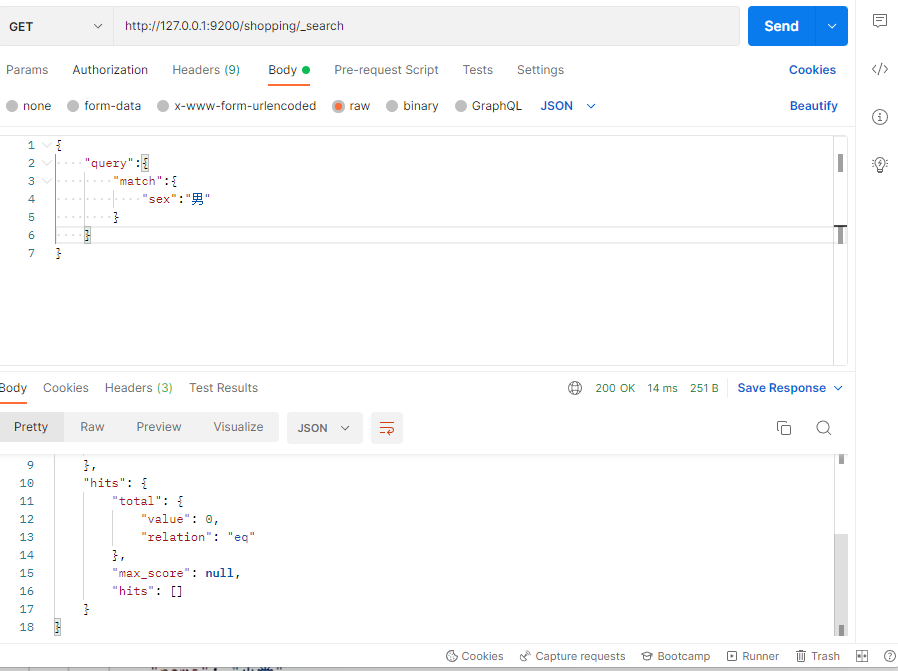 GET http://127.0.0.1:9200/shopping/_search Send
Params Authorization Headers (9) Body Pre-request Script Tests Settings Cookies
none form-data x-www-form-urlencoded raw binary GraphQL JSON Beautify
1 {
2 "query":{
3 "match":{
4 "sex":"男"
5 }
6 }
7 }
Body Cookies Headers (3) Test Results 200 OK 14 ms 251 B Save Response
Pretty Raw Preview Visualize JSON
9 },
10 "hits": {
11 "total": {
12 "value": 0,
13 "relation": "eq"
14 },
15 "max_score": null,
16 "hits": []
17 }
18 }
Cookies Capture requests Bootcamp Runner Trash